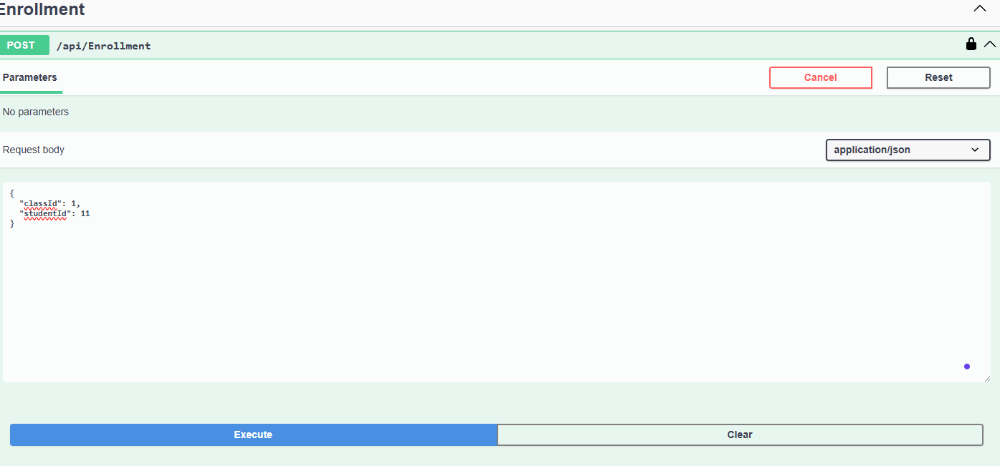 Enrollment
POST /api/Enrollment
Parameters Cancel Reset
No parameters
Request body application/json
{
"classId": 1,
"studentId": 11
}
Execute Clear